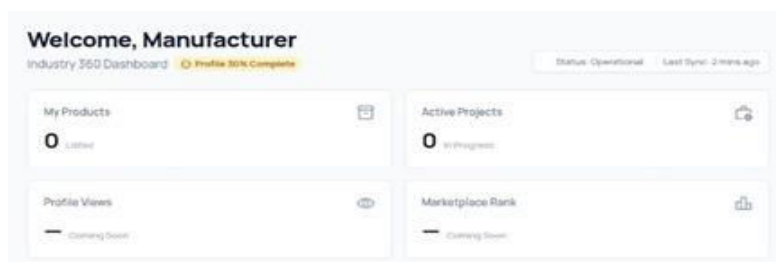 Welcome, Manufacturer
Industry 360 Dashboard Profile 30% Complete
Status: Operational Last Sync: 2 mins ago
My Products
0 Listed
Active Projects
0 In Progress
Profile Views
— Coming Soon
Marketplace Rank
— Coming Soon